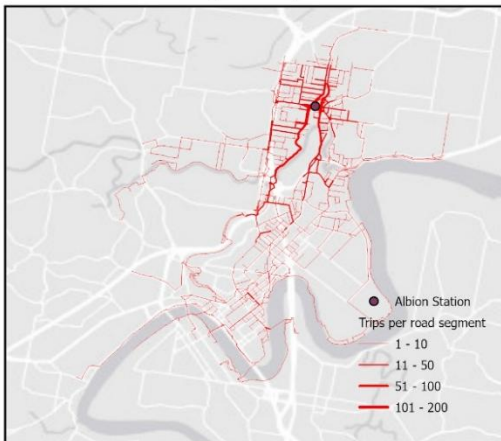 Albion Station
Trips per road segment
1 - 10
11 - 50
51 - 100
101 - 200